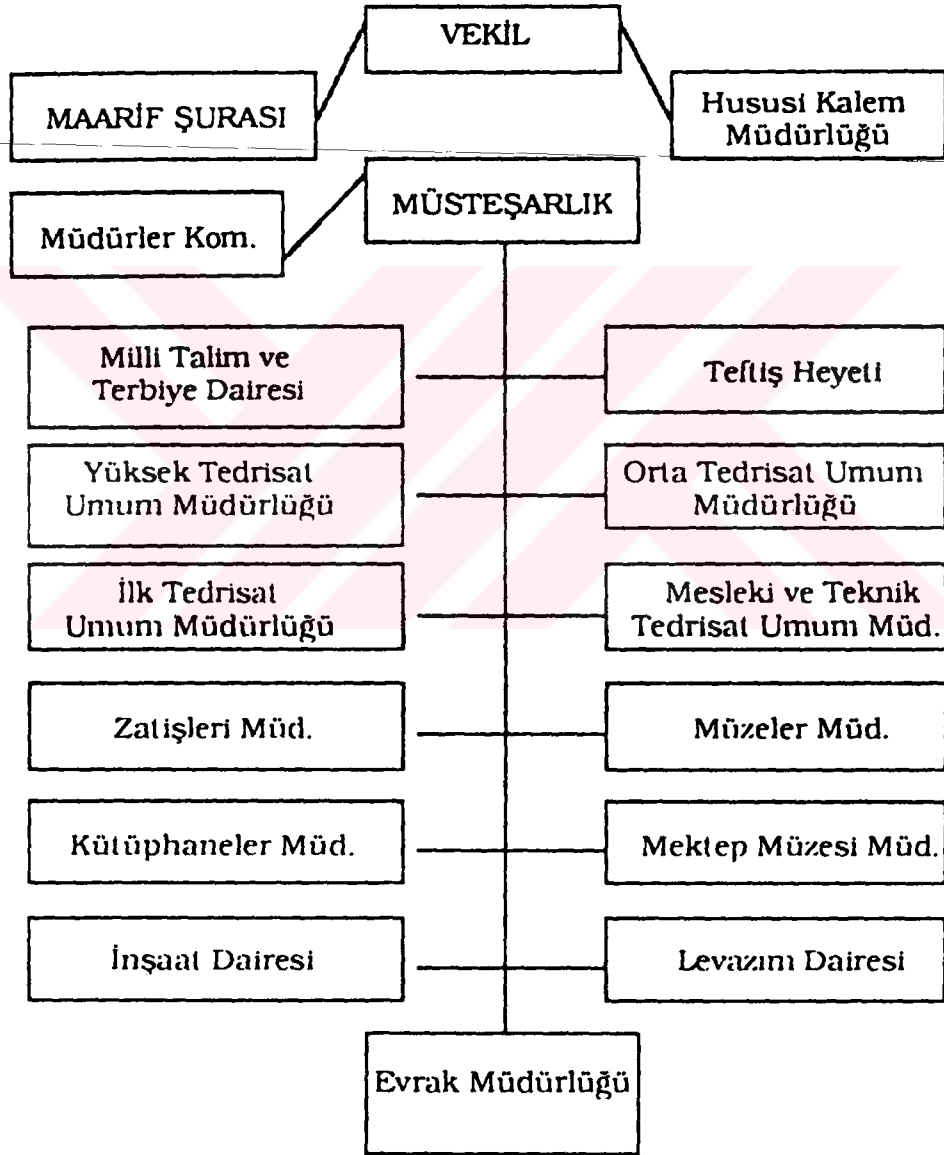 VEKİL
MAARİF ŞURASI
Hususi Kalem
Müdürlüğü
MÜSTEŞARLIK
Müdürler Kom.
Milli Talim ve
Terbiye Dairesi
Teftiş Heyeti
Yüksek Tedrisat
Umum Müdürlüğü
Orta Tedrisat Umum
Müdürlüğü
İlk Tedrisat
Umum Müdürlüğü
Mesleki ve Teknik
Tedrisat Umum Müd.
Zatişleri Müd.
Müzeler Müd.
Kütüphaneler Müd.
Mektep Müzesi Müd.
İnşaat Dairesi
Levazım Dairesi
Evrak Müdürlüğü